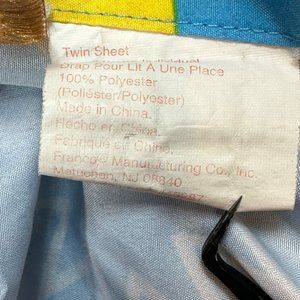 Twin Sheet
Drap Pour Lit À Une Place
100% Polyester
(Poliéster/Polyester)
Made in China.
Hecho en China.
Fabriqué en Chine.
Franco Manufacturing Co., Inc.
Metuchen, NJ 08840